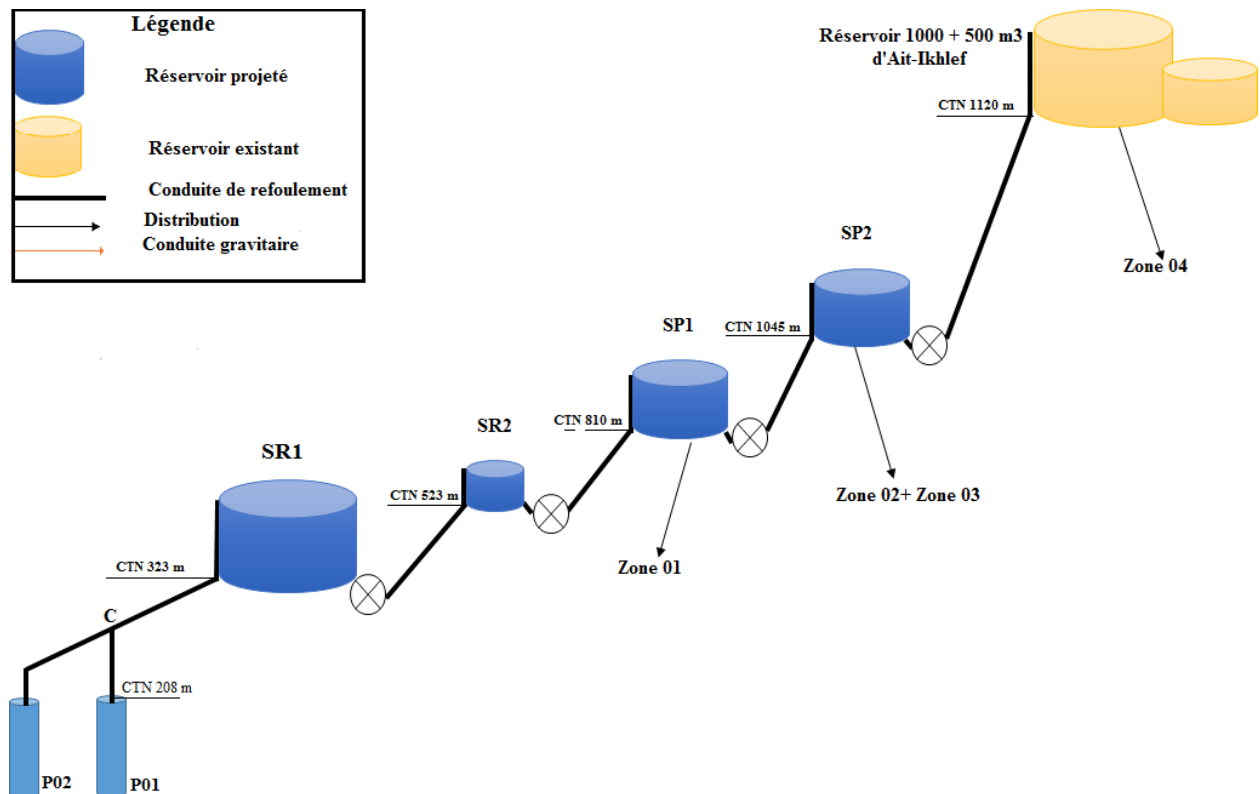 Légende
Réservoir projeté
Réservoir existant
Conduite de refoulement
Distribution
Conduite gravitaire
Réservoir 1000 + 500 m3
d'Ait-Ikhlef
CTN 1120 m
Zone 04
SP2
CTN 1045 m
Zone 02+ Zone 03
SP1
CTN 810 m
Zone 01
SR2
CTN 523 m
SR1
CTN 323 m
C
CTN 208 m
P02
P01